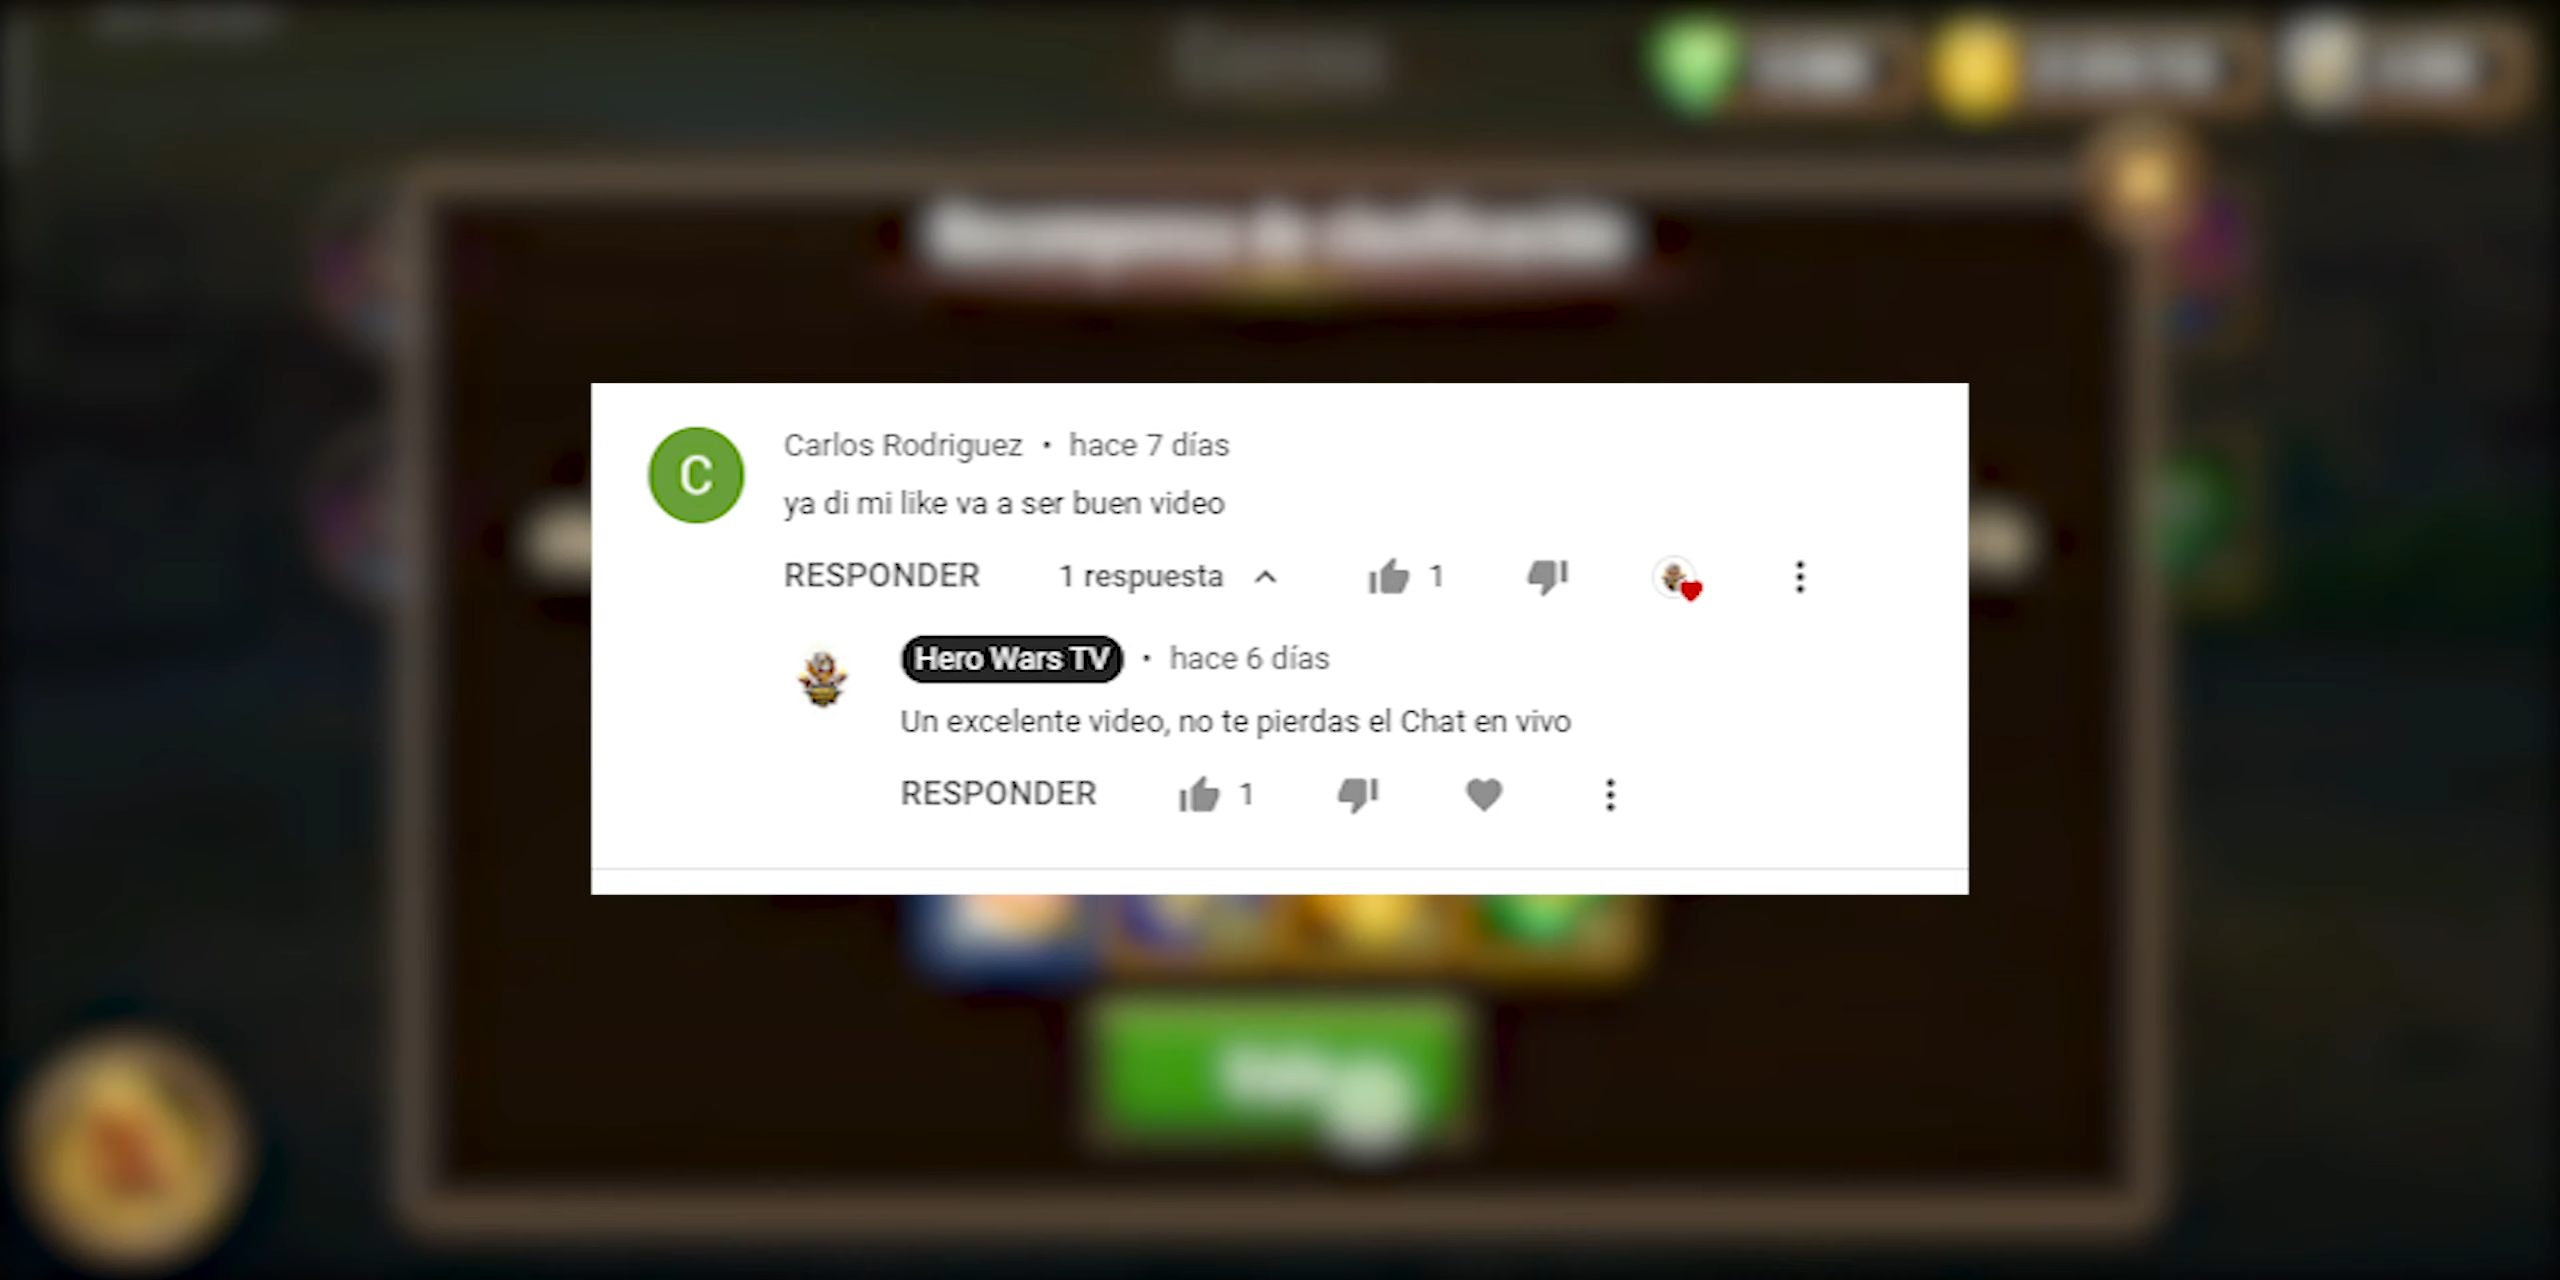 C
Carlos Rodriguez • hace 7 días
ya di mi like va a ser buen video
RESPONDER 1 respuesta 1
Hero Wars TV • hace 6 días
Un excelente video, no te pierdas el Chat en vivo
RESPONDER 1